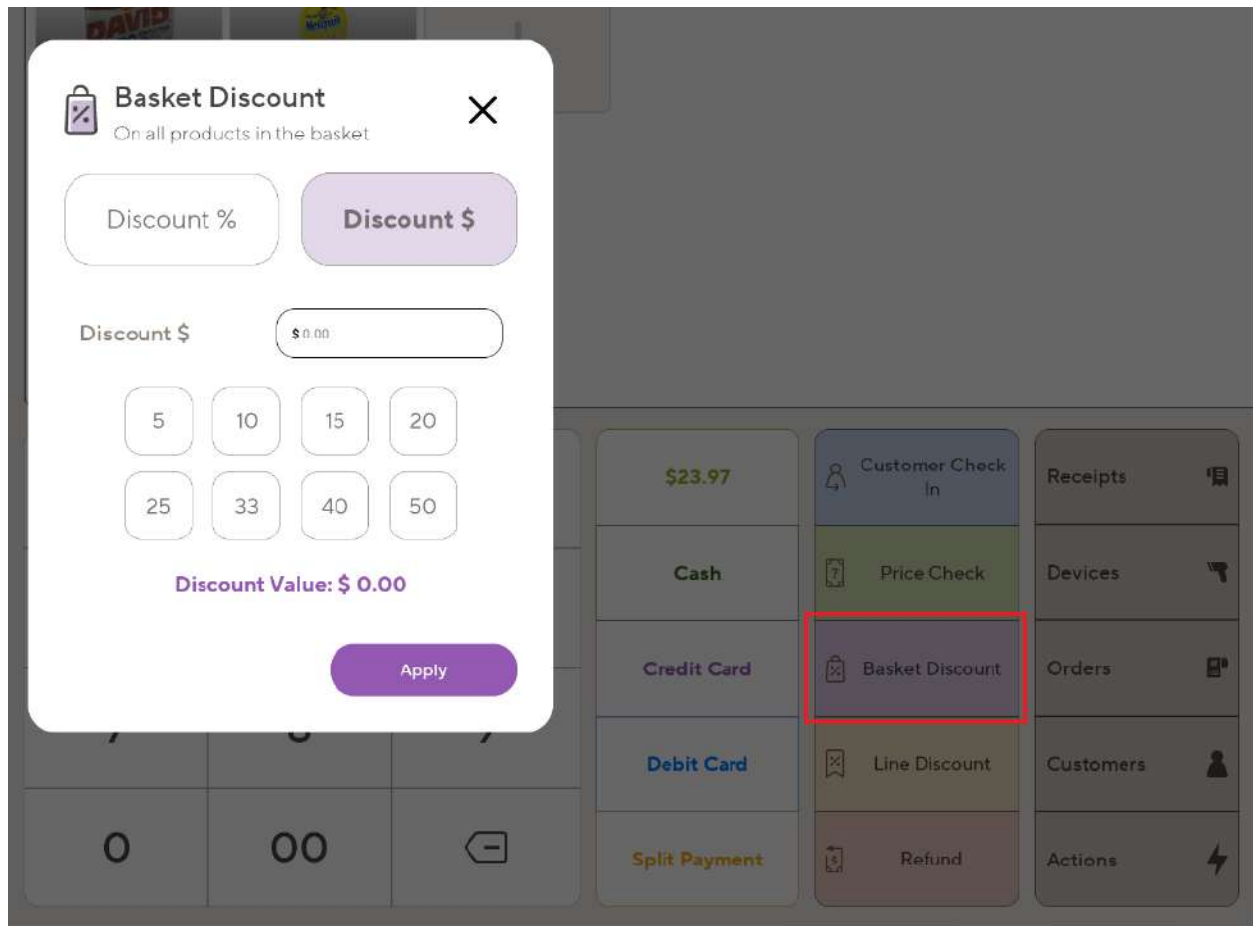 DAVID
Nesquik
Basket Discount
On all products in the basket
Discount %
Discount $
Discount $
$ 0.00
5
10
15
20
25
33
40
50
Discount Value: $ 0.00
Apply
0
00
$23.97
Cash
Credit Card
Debit Card
Split Payment
Customer Check
In
Price Check
Basket Discount
Line Discount
Refund
Receipts
Devices
Orders
Customers
Actions